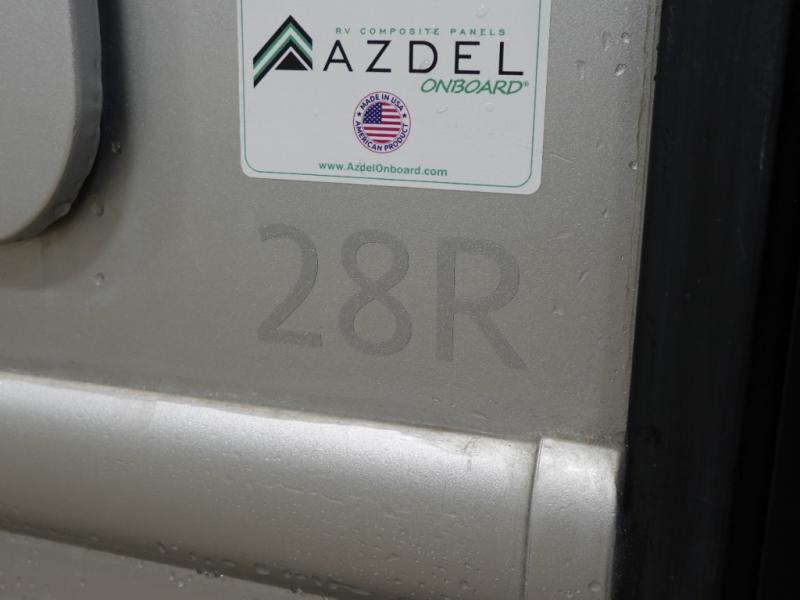 RV COMPOSITE PANELS
AZDEL
ONBOARD®
MADE IN USA
AMERICAN PRODUCT
www.AzdelOnboard.com
28R